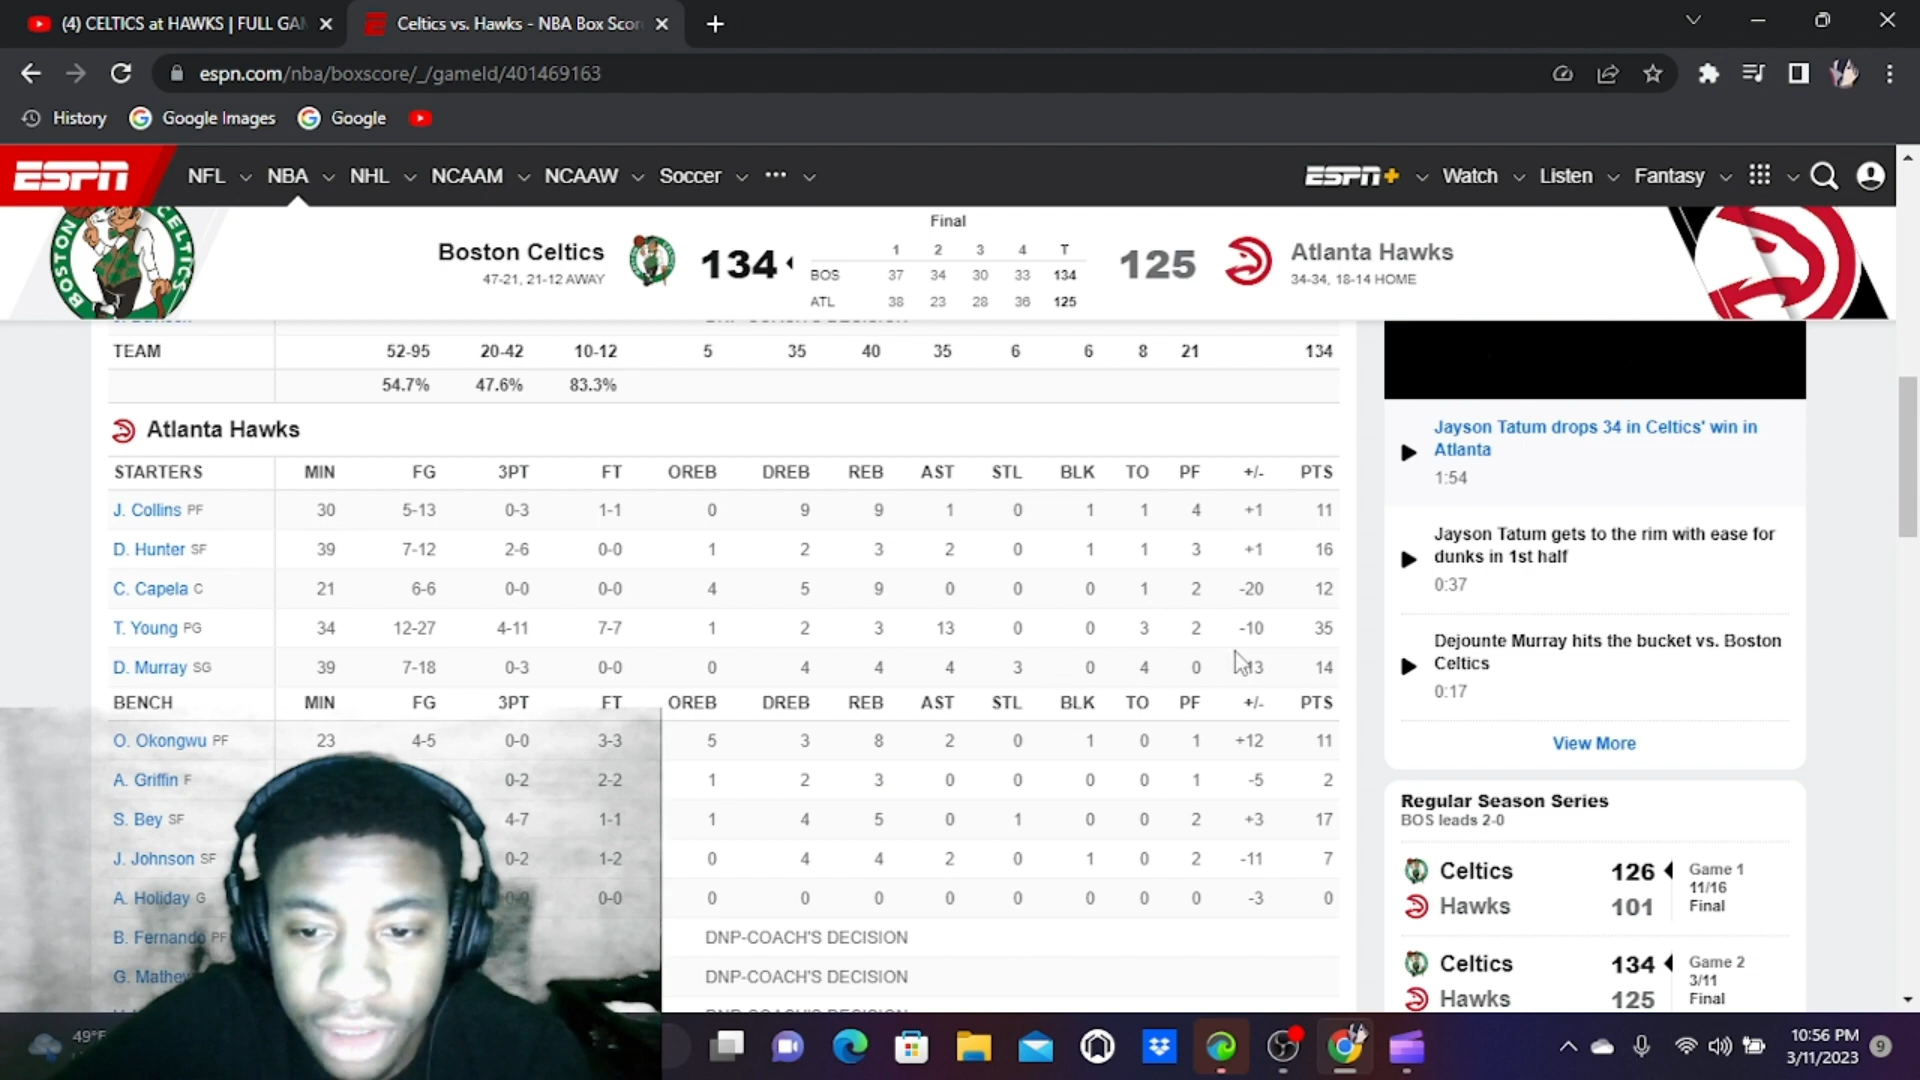 (4) CELTICS at HAWKS | FULL GA
Celtics vs. Hawks - NBA Box Scor
espn.com/nba/boxscore/_/gameId/401469163
History Google Images Google
ESPN NFL NBA NHL NCAAM NCAAW Soccer ESPN+ Watch Listen Fantasy
BOSTON CELTICS
Final
Boston Celtics 134 1 2 3 4 T 125 Atlanta Hawks
47-21, 21-12 AWAY BOS 37 34 30 33 134 34-34, 18-14 HOME
ATL 38 23 28 36 125
TEAM 52-95 20-42 10-12 5 35 40 35 6 6 8 21 134
54.7% 47.6% 83.3%
Atlanta Hawks
STARTERS MIN FG 3PT FT OREB DREB REB AST STL BLK TO PF +/- PTS
J. Collins PF 30 5-13 0-3 1-1 0 9 9 1 0 1 1 4 +1 11
D. Hunter SF 39 7-12 2-6 0-0 1 2 3 2 0 1 1 3 +1 16
C. Capela C 21 6-6 0-0 0-0 4 5 9 0 0 0 1 2 -20 12
T. Young PG 34 12-27 4-11 7-7 1 2 3 13 0 0 3 2 -10 35
D. Murray SG 39 7-18 0-3 0-0 0 4 4 4 3 0 4 0 13 14
BENCH MIN FG 3PT FT OREB DREB REB AST STL BLK TO PF +/- PTS
O. Okongwu PF 23 4-5 0-0 3-3 5 3 8 2 0 1 0 1 +12 11
A. Griffin F 0-2 2-2 1 2 3 0 0 0 0 1 -5 2
S. Bey SF 4-7 1-1 1 4 5 0 1 0 0 2 +3 17
J. Johnson SF 0-2 1-2 0 4 4 2 0 1 0 2 -11 7
A. Holiday G 0-0 0-0 0 0 0 0 0 0 0 0 -3 0
B. Fernando PF DNP-COACH'S DECISION
G. Mathew DNP-COACH'S DECISION
Jayson Tatum drops 34 in Celtics' win in
Atlanta
1:54
Jayson Tatum gets to the rim with ease for
dunks in 1st half
0:37
Dejounte Murray hits the bucket vs. Boston
Celtics
0:17
View More
Regular Season Series
BOS leads 2-0
Celtics 126 Game 1
11/16
Hawks 101 Final
Celtics 134 Game 2
3/11
Hawks 125 Final
49°F
10:56 PM
3/11/2023
9